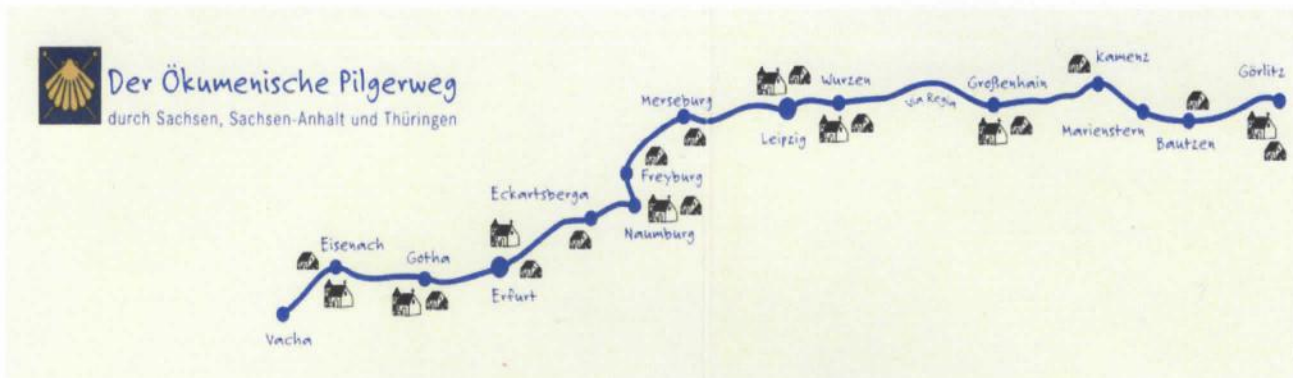 Der Ökumenische Pilgerweg
durch Sachsen, Sachsen-Anhalt und Thüringen
Vacha
Eisenach
Gotha
Erfurt
Eckartsberga
Naumburg
Freyburg
Merseburg
Leipzig
Wurzen
via Regia
Großenhain
Kamenz
Marienstern
Bautzen
Görlitz